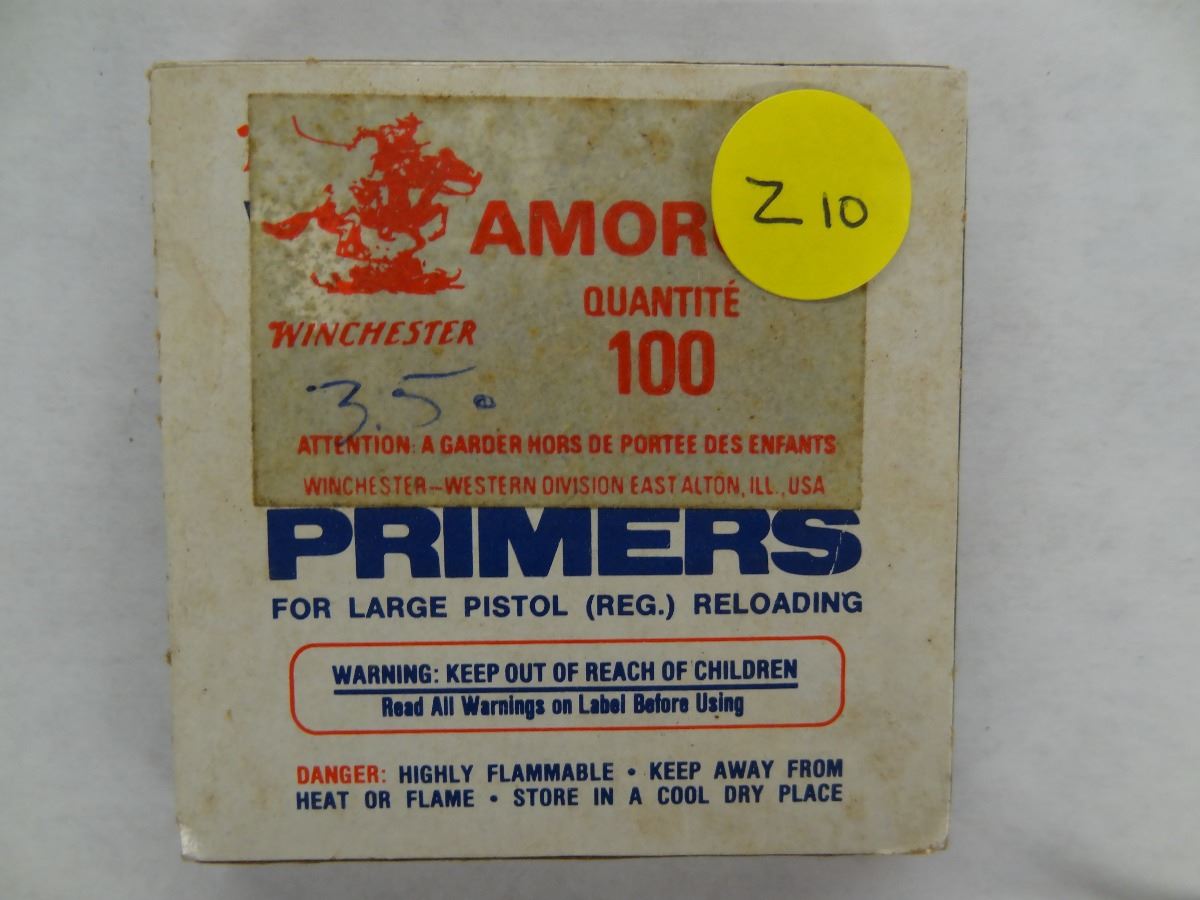 AMOR
Z 10
QUANTITÉ
100
WINCHESTER
3.50
ATTENTION: A GARDER HORS DE PORTEE DES ENFANTS
WINCHESTER-WESTERN DIVISION EAST ALTON, ILL., USA
PRIMERS
FOR LARGE PISTOL (REG.) RELOADING
WARNING: KEEP OUT OF REACH OF CHILDREN
Read All Warnings on Label Before Using
DANGER: HIGHLY FLAMMABLE • KEEP AWAY FROM
HEAT OR FLAME • STORE IN A COOL DRY PLACE